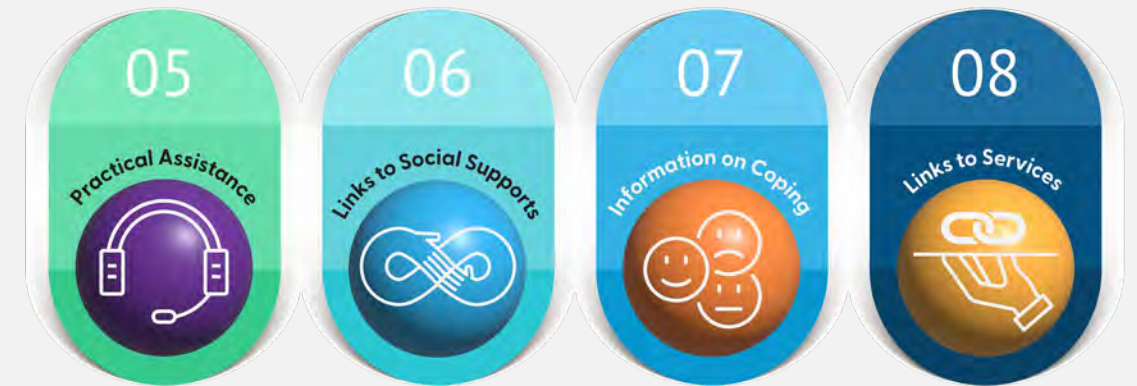 05
Practical Assistance
06
Links to Social Supports
07
Information on Coping
08
Links to Services